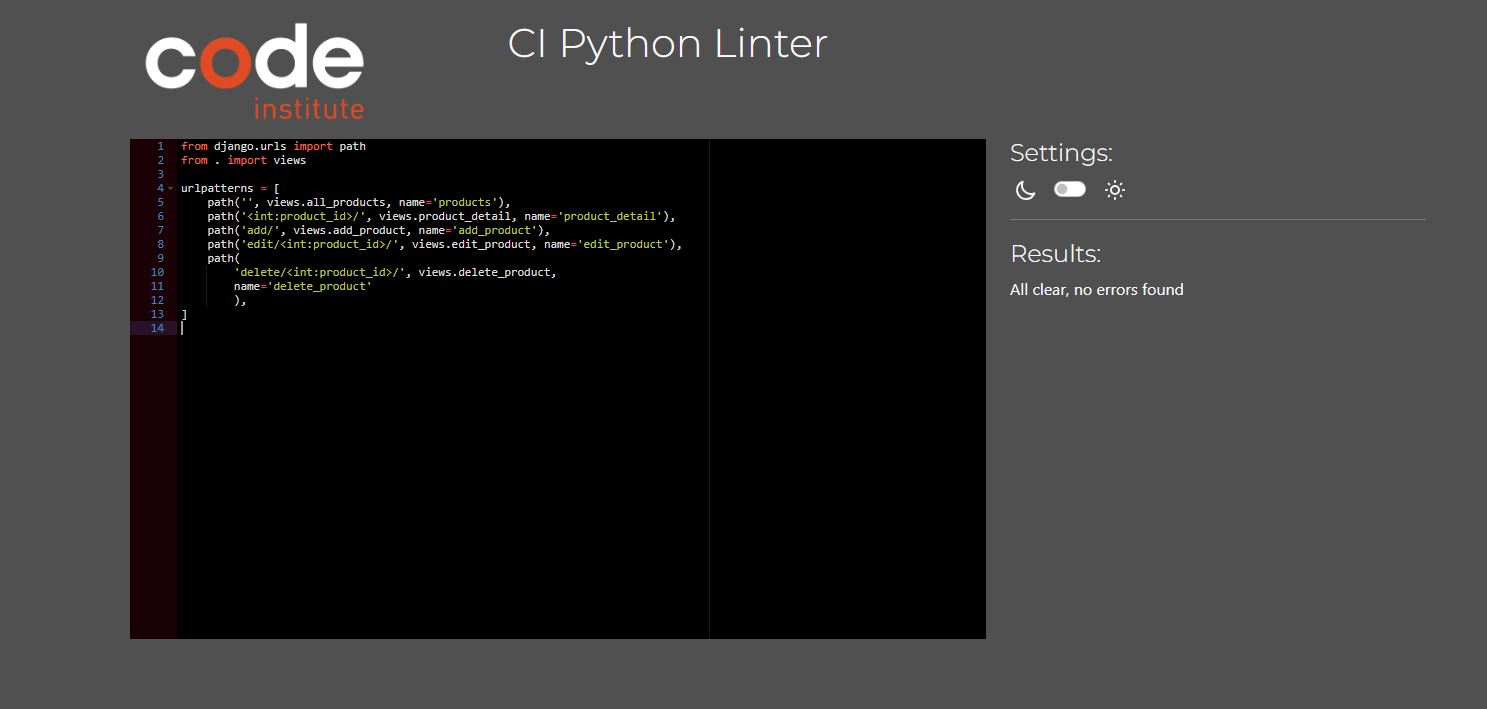 code
institute
CI Python Linter
1 from django.urls import path
2 from . import views
3
4 urlpatterns = [
5     path('', views.all_products, name='products'),
6     path('<int:product_id>/', views.product_detail, name='product_detail'),
7     path('add/', views.add_product, name='add_product'),
8     path('edit/<int:product_id>/', views.edit_product, name='edit_product'),
9     path(
10         'delete/<int:product_id>/', views.delete_product,
11         name='delete_product'
12         ),
13 ]
14
Settings:
Results:
All clear, no errors found